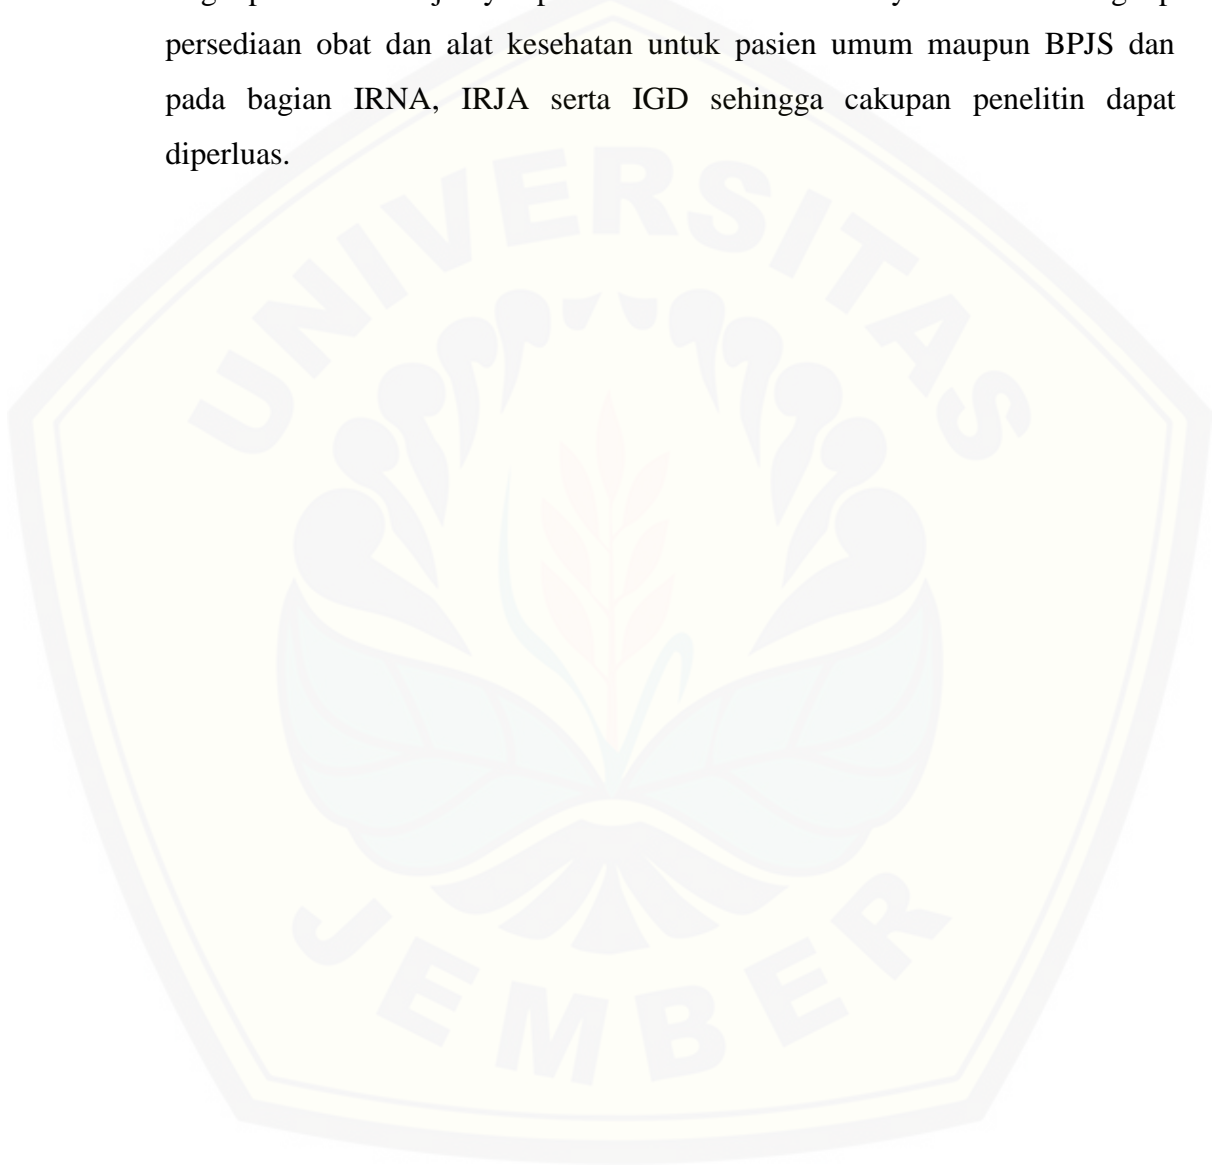 persediaan obat dan alat kesehatan untuk pasien umum maupun BPJS dan
pada bagian IRNA, IRJA serta IGD sehingga cakupan penelitin dapat
diperluas.
UNIVERSITAS
JEMBER